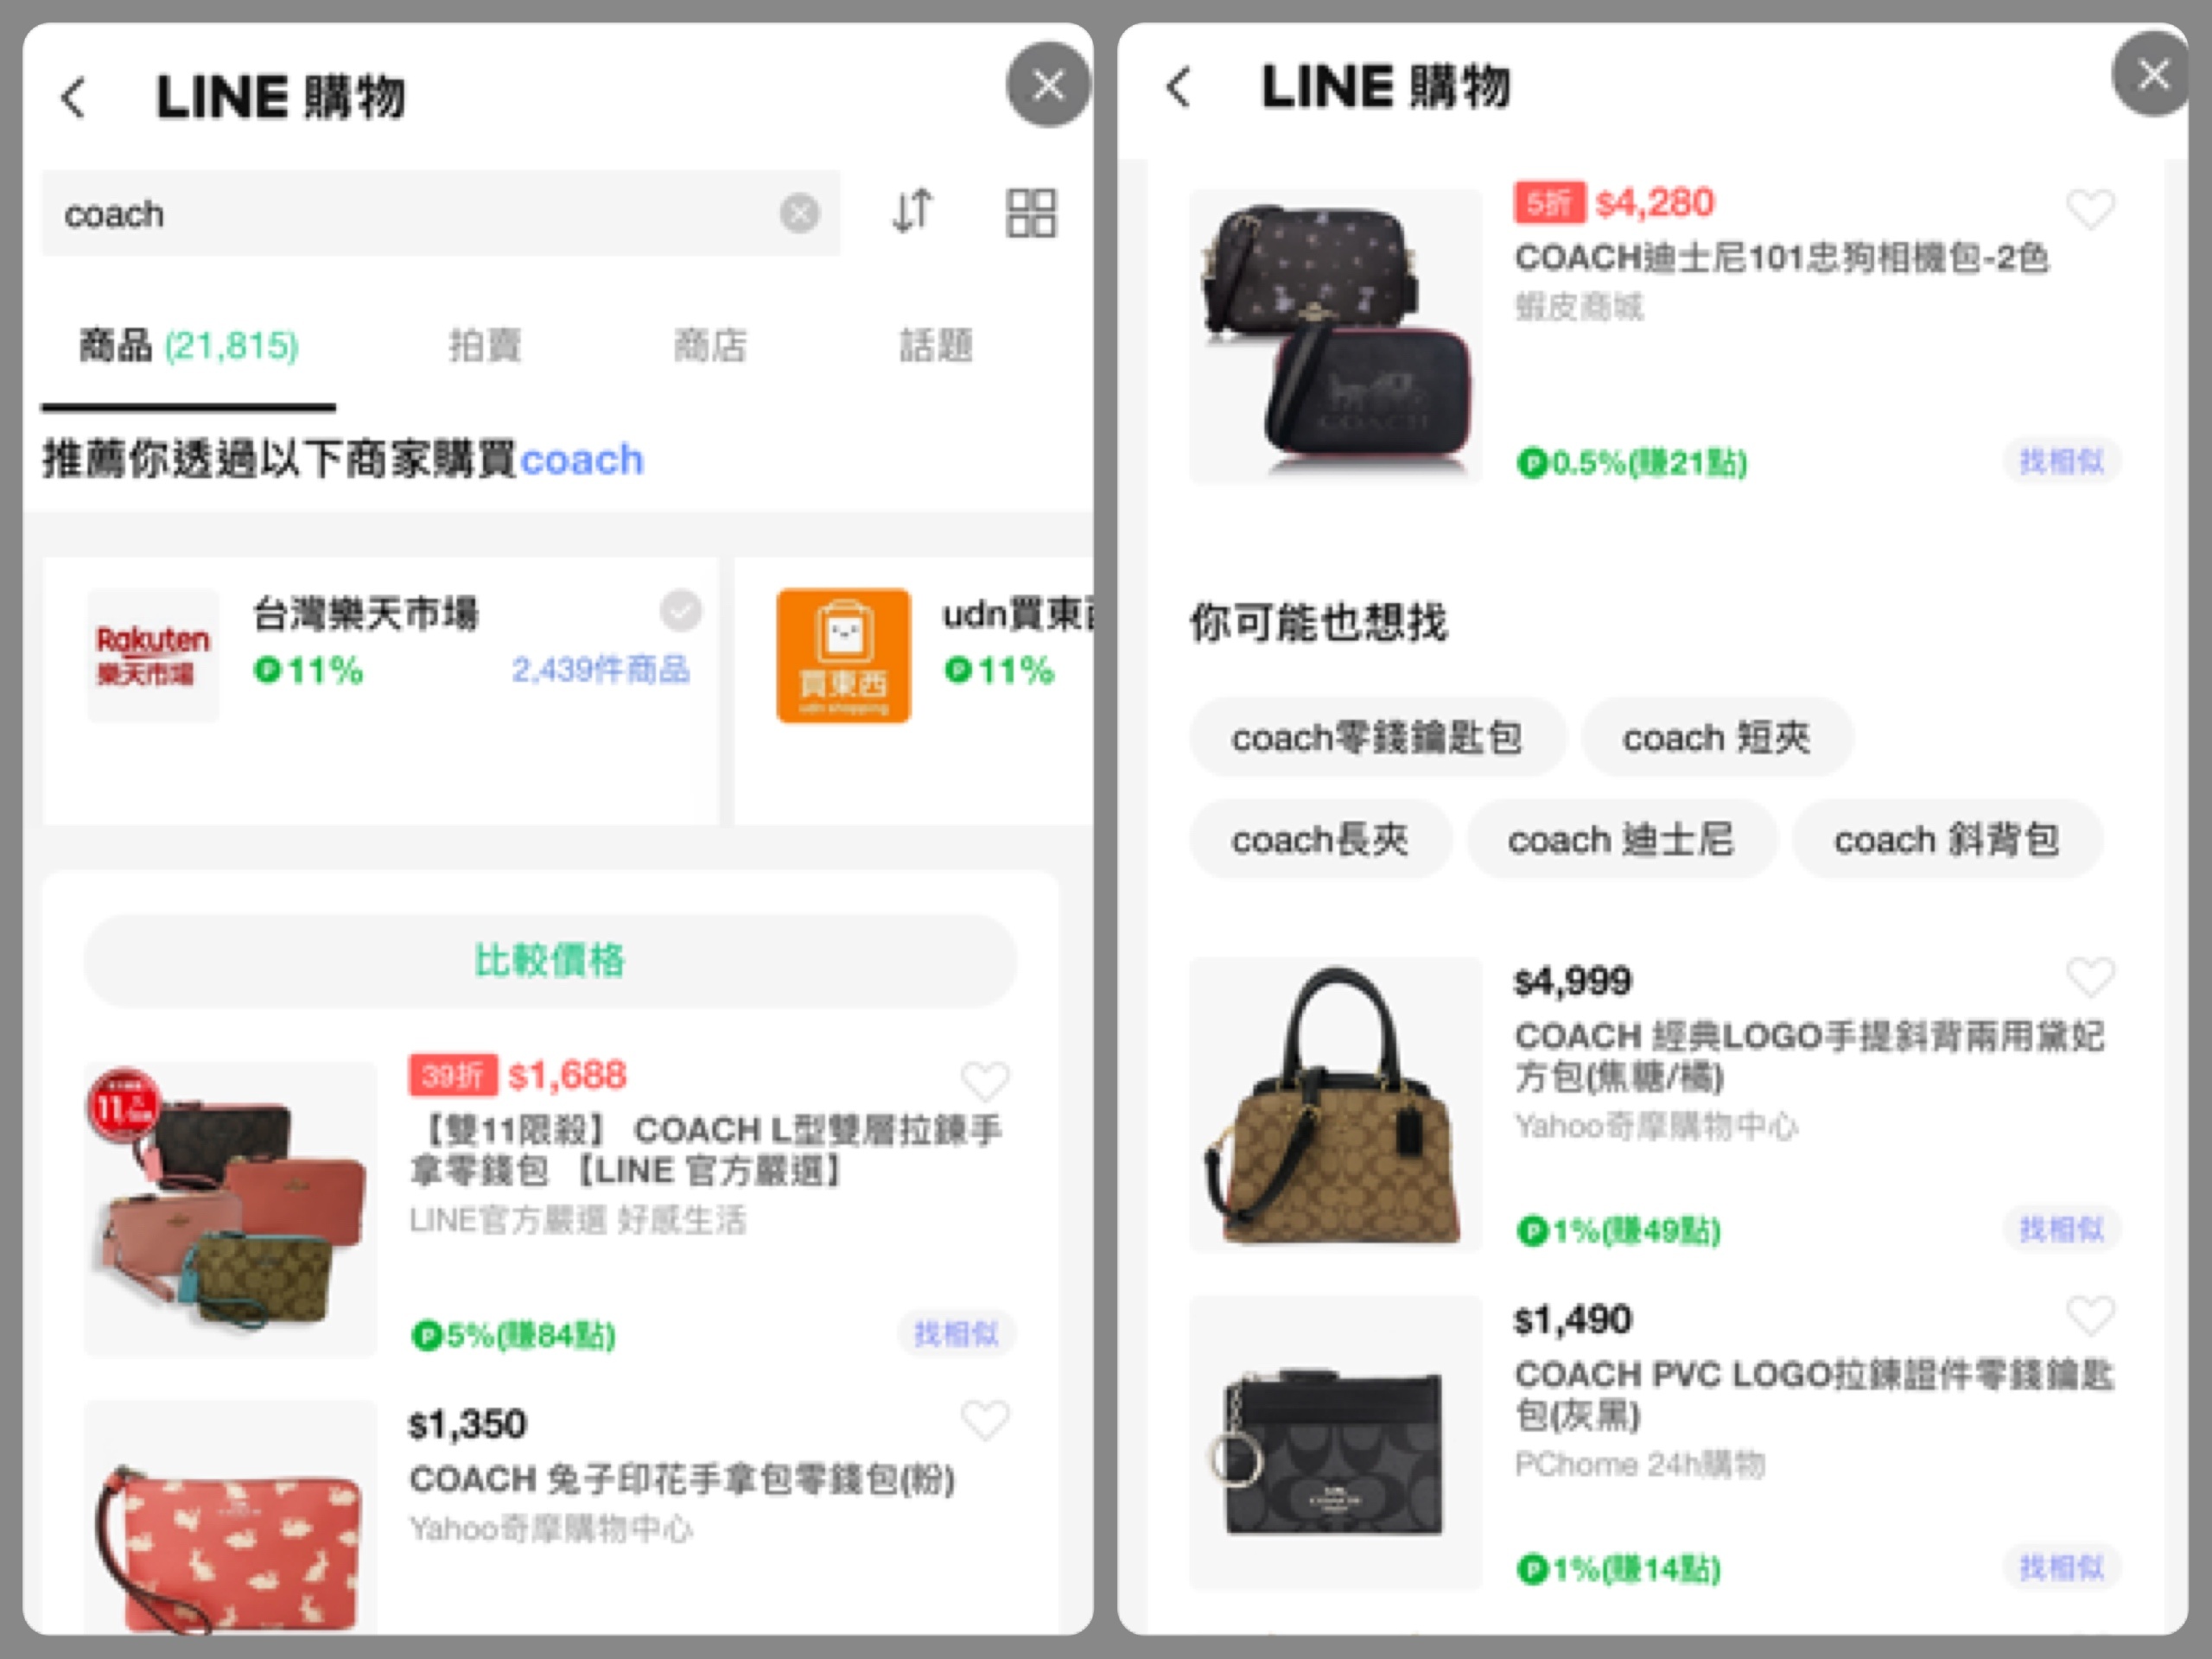 LINE 購物
coach
商品 (21,815)
拍賣
商店
話題
推薦你透過以下商家購買coach
Rakuten
樂天市場
台灣樂天市場
P 11%
2,439件商品
買東西
udn shopping
udn買東
P 11%
比較價格
11
39折 $1,688
【雙11限殺】 COACH L型雙層拉鍊手
拿零錢包 【LINE 官方嚴選】
LINE官方嚴選 好感生活
P 5%(賺84點)
找相似
$1,350
COACH 兔子印花手拿包零錢包(粉)
Yahoo奇摩購物中心
LINE 購物
5折 $4,280
COACH迪士尼101忠狗相機包-2色
蝦皮商城
COACH
P 0.5%(賺21點)
找相似
你可能也想找
coach零錢鑰匙包
coach 短夾
coach長夾
coach 迪士尼
coach 斜背包
$4,999
COACH 經典LOGO手提斜背兩用黛妃
方包(焦糖/橘)
Yahoo奇摩購物中心
P 1%(賺49點)
找相似
$1,490
COACH PVC LOGO拉鍊證件零錢鑰匙
包(灰黑)
PChome 24h購物
COACH
P 1%(賺14點)
找相似